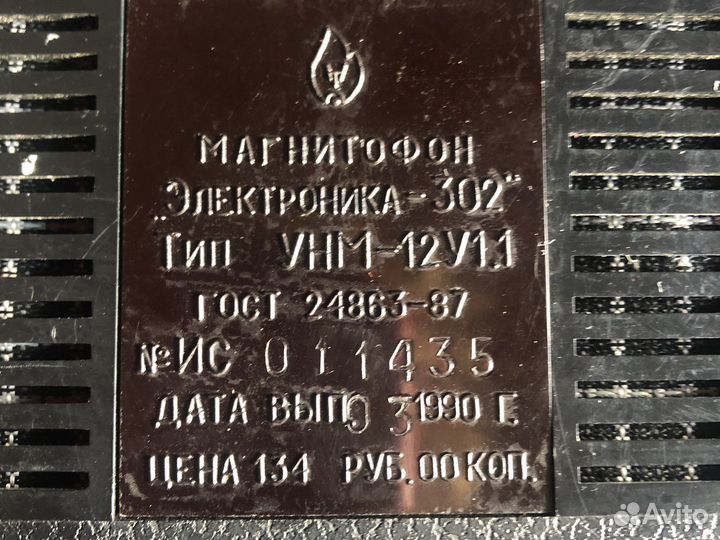 МАГНИТОФОН
„ЭЛЕКТРОНИКА-302"
ТИП УНМ-12У1.1
ГОСТ 24863-87
№ИС 011435
ДАТА ВЫП 03 1990 Г.
ЦЕНА 134 РУБ. 00 КОП.
Avito